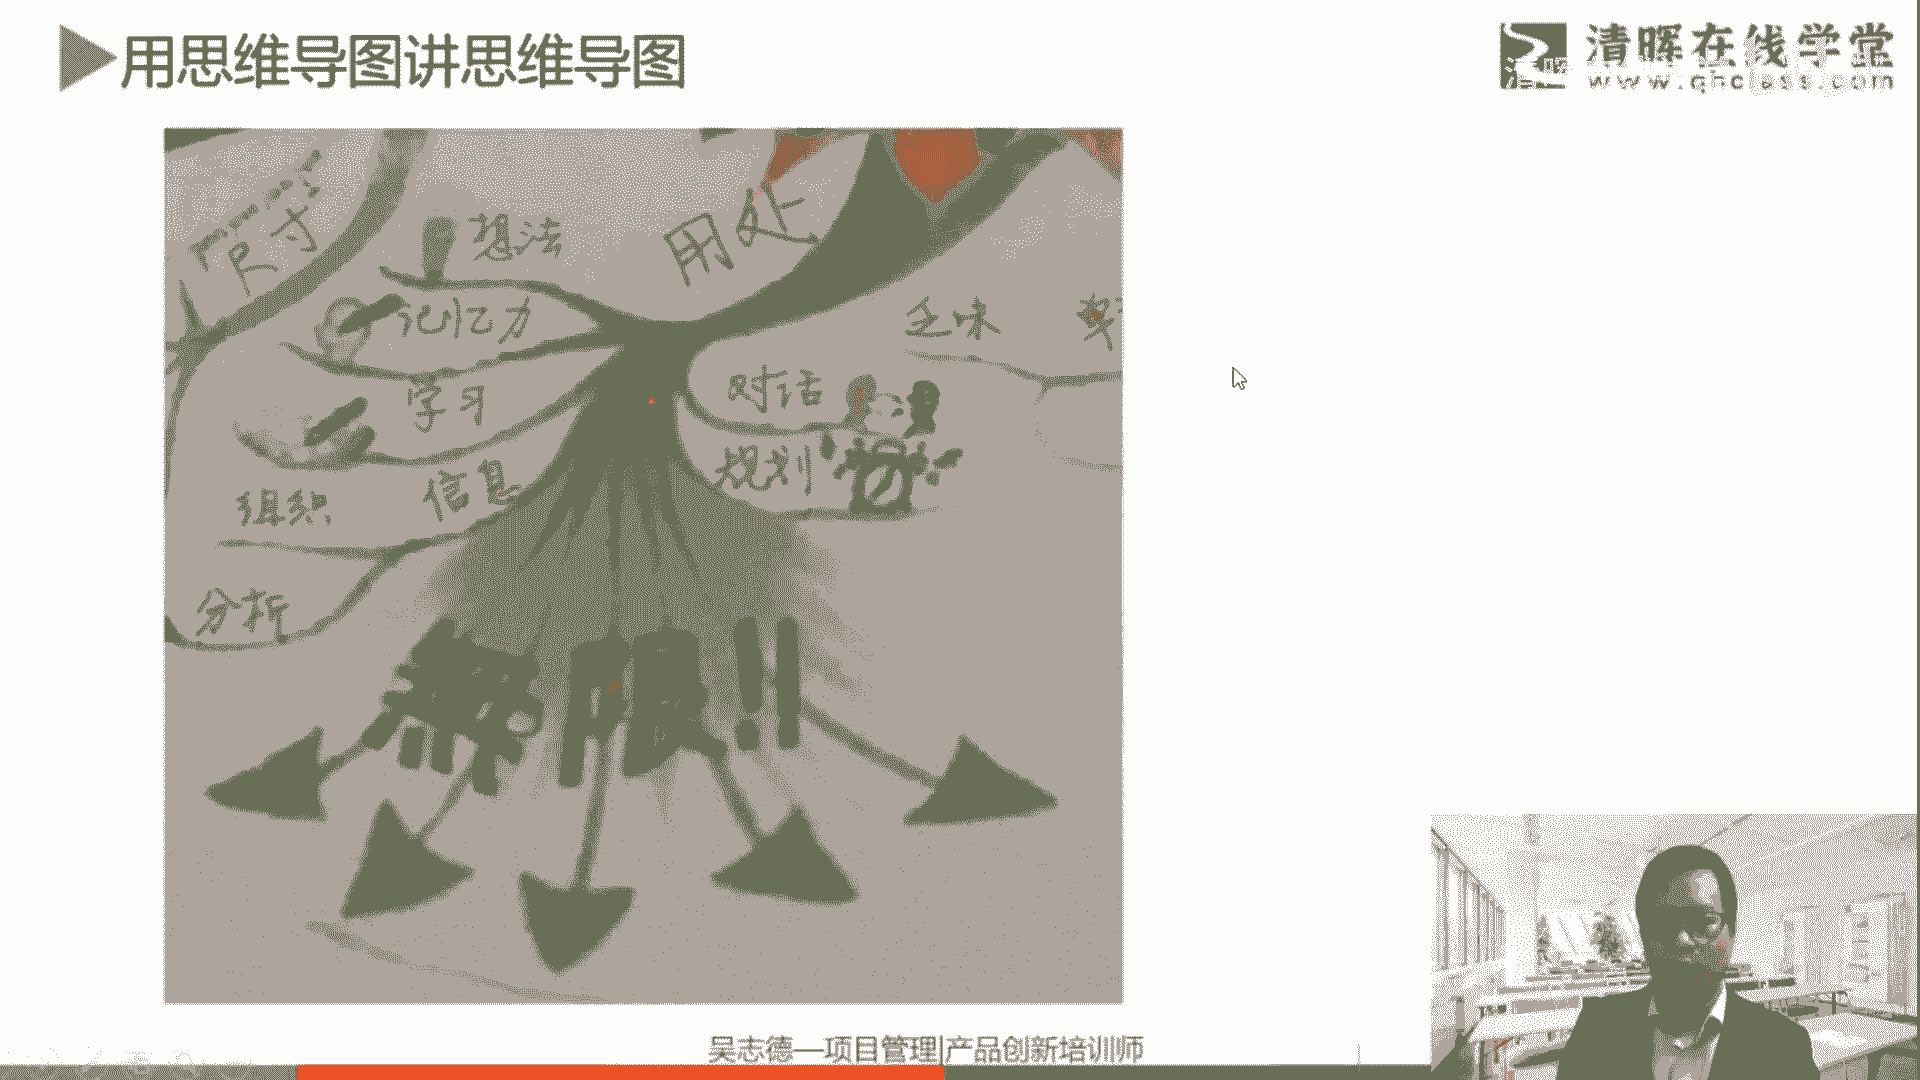 用思维导图讲思维导图
清晖在线学堂
www.qhclass.com
尺寸
想法
用处
记忆力
乏味
学习
对话
组织
信息
规划
分析
無限!!
吴志德—项目管理|产品创新培训师